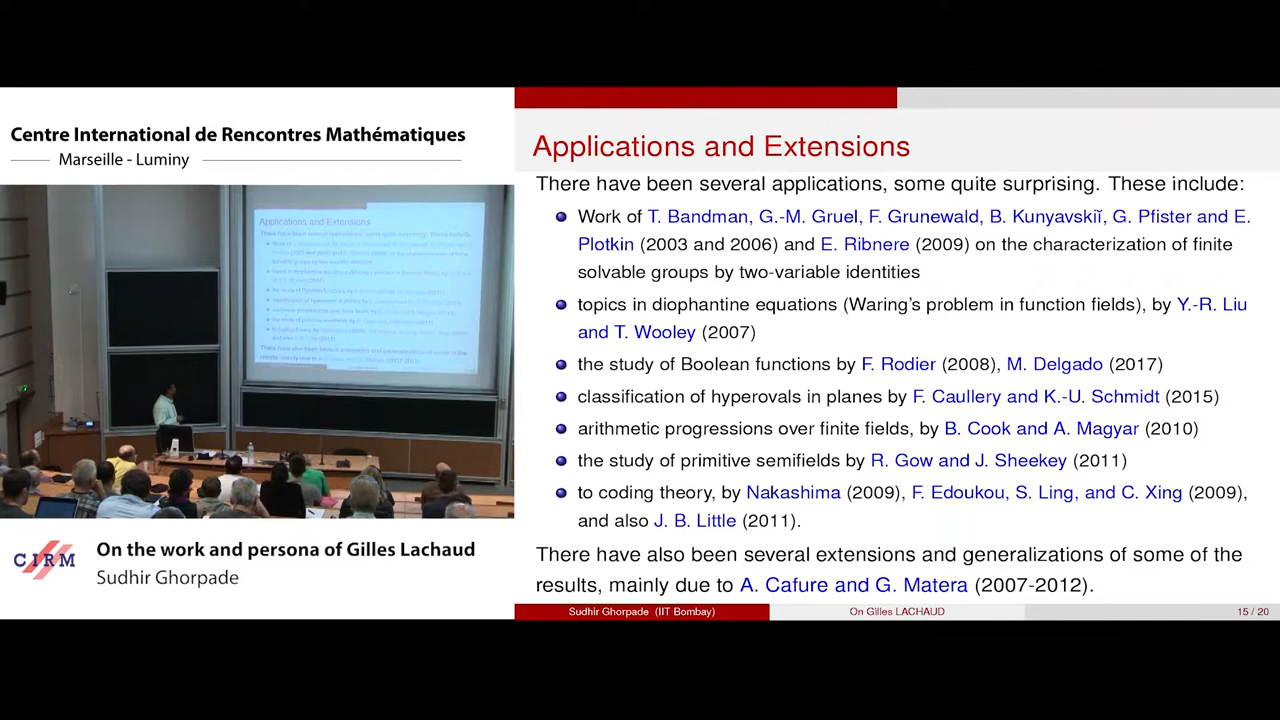 Centre International de Rencontres Mathématiques
Marseille - Luminy
Applications and Extensions
CIRM
On the work and persona of Gilles Lachaud
Sudhir Ghorpade
Applications and Extensions
There have been several applications, some quite surprising. These include:
Work of T. Bandman, G.-M. Gruel, F. Grunewald, B. Kunyavskiĭ, G. Pfister and E.
Plotkin (2003 and 2006) and E. Ribnere (2009) on the characterization of finite
solvable groups by two-variable identities
topics in diophantine equations (Waring's problem in function fields), by Y.-R. Liu
and T. Wooley (2007)
the study of Boolean functions by F. Rodier (2008), M. Delgado (2017)
classification of hyperovals in planes by F. Caullery and K.-U. Schmidt (2015)
arithmetic progressions over finite fields, by B. Cook and A. Magyar (2010)
the study of primitive semifields by R. Gow and J. Sheekey (2011)
to coding theory, by Nakashima (2009), F. Edoukou, S. Ling, and C. Xing (2009),
and also J. B. Little (2011).
There have also been several extensions and generalizations of some of the
results, mainly due to A. Cafure and G. Matera (2007-2012).
Sudhir Ghorpade (IIT Bombay)
On Gilles LACHAUD
15 / 20